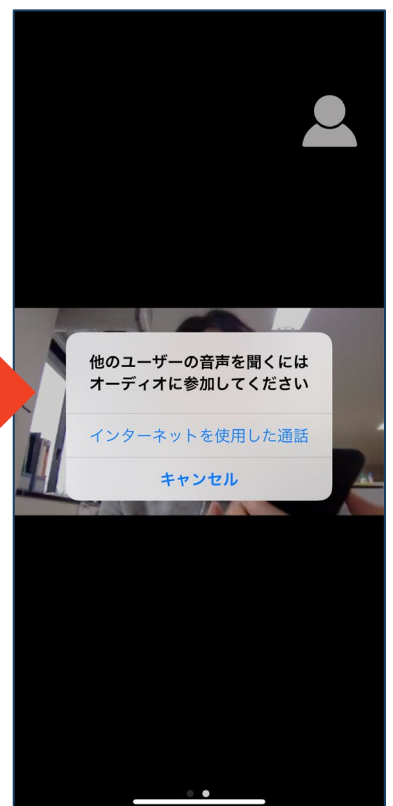 他のユーザーの音声を聞くには
オーディオに参加してください
インターネットを使用した通話
キャンセル